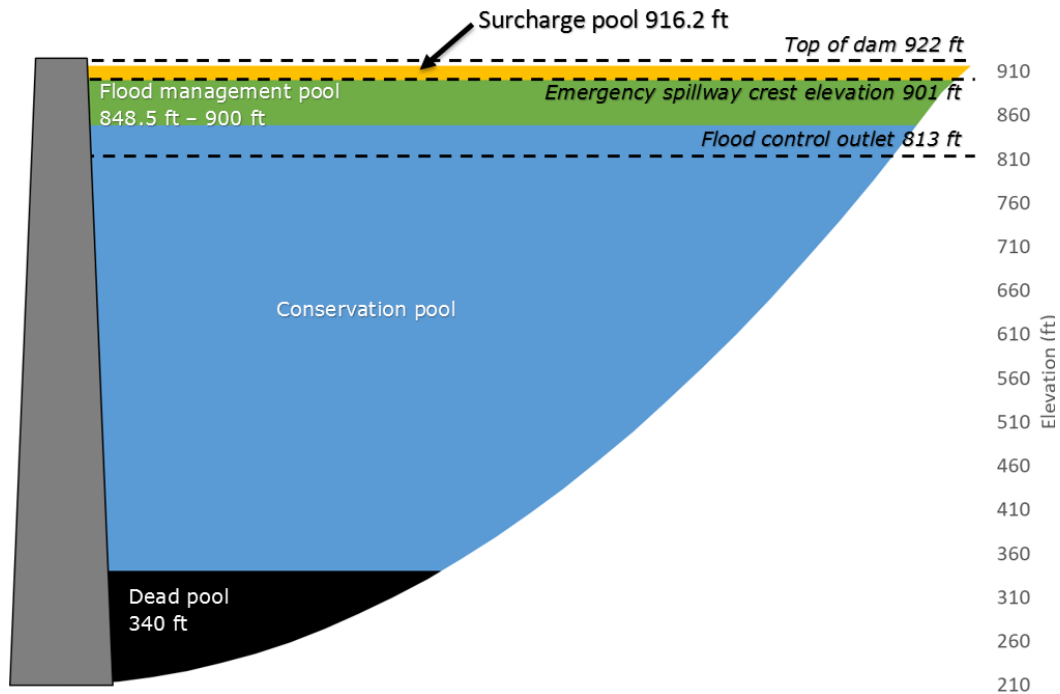 Surcharge pool 916.2 ft
Top of dam 922 ft
Flood management pool
848.5 ft – 900 ft
Emergency spillway crest elevation 901 ft
Flood control outlet 813 ft
Conservation pool
Dead pool
340 ft
910
860
810
760
710
660
610
560
510
460
410
360
310
260
210
Elevation (ft)